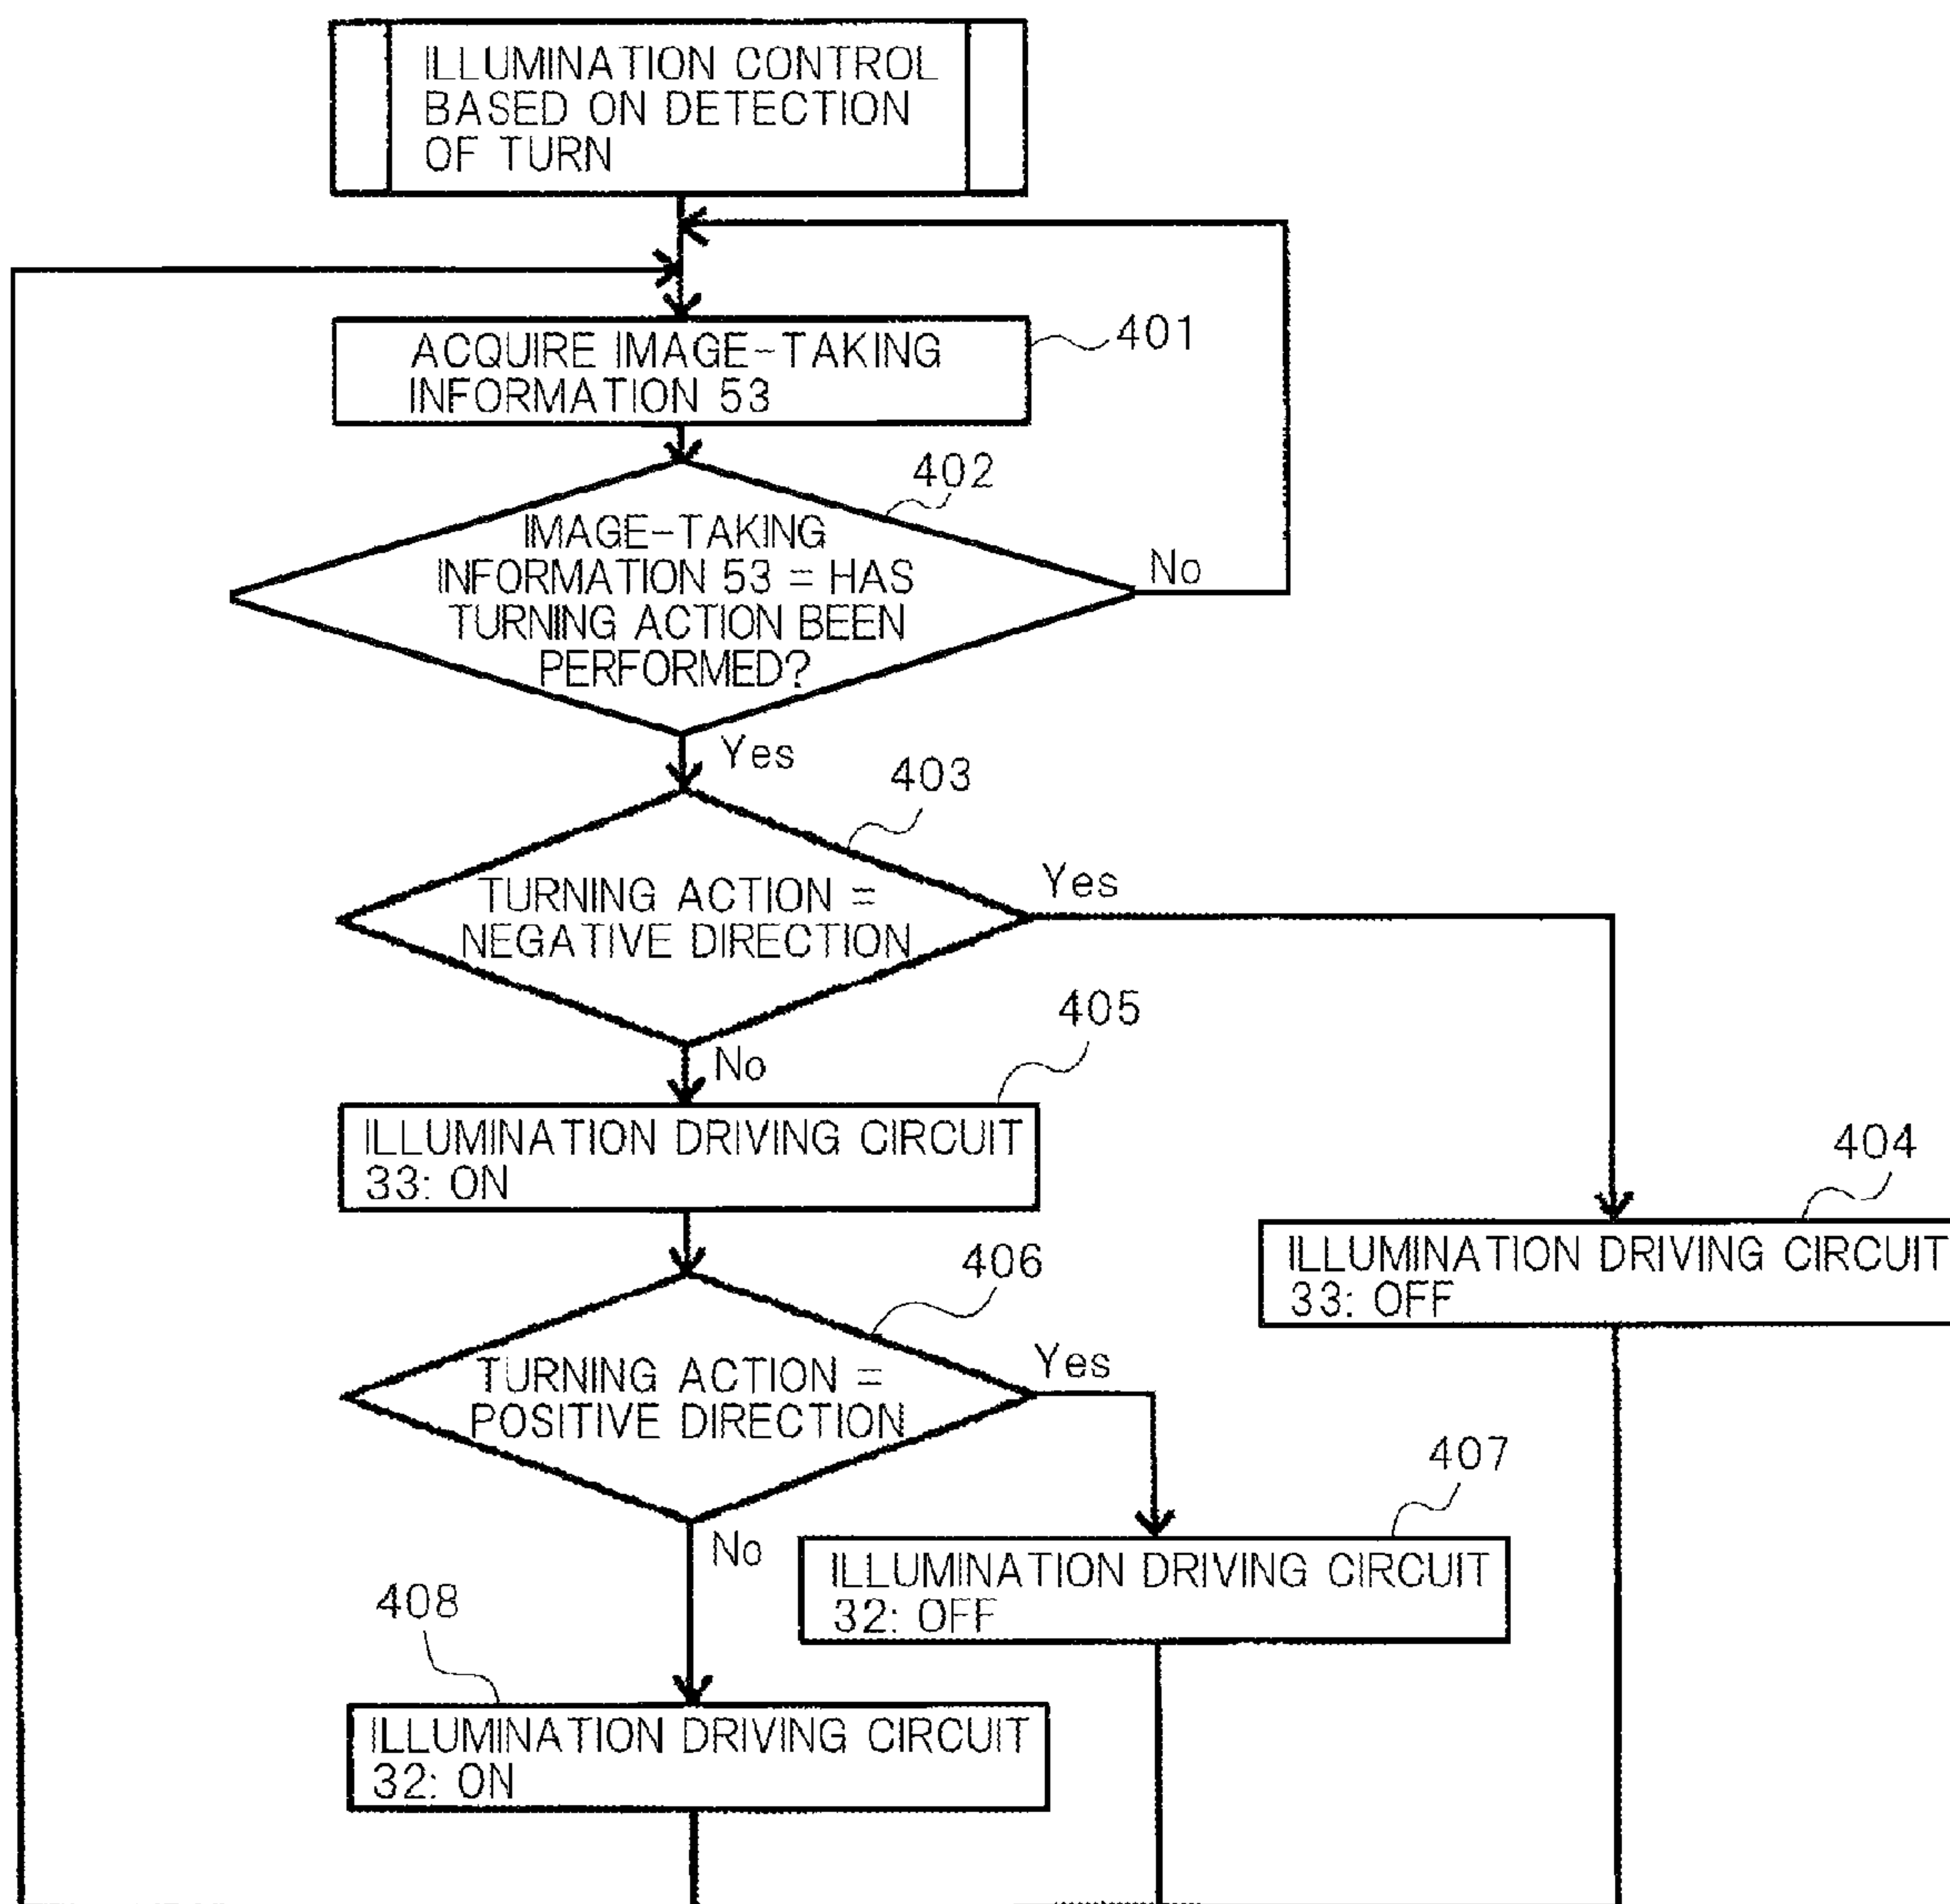 ILLUMINATION CONTROL
BASED ON DETECTION
OF TURN
ACQUIRE IMAGE-TAKING
INFORMATION 53
401
402
IMAGE-TAKING
INFORMATION 53 = HAS
TURNING ACTION BEEN
PERFORMED?
No
Yes
403
TURNING ACTION =
NEGATIVE DIRECTION
Yes
No
405
ILLUMINATION DRIVING CIRCUIT
33: ON
404
ILLUMINATION DRIVING CIRCUIT
33: OFF
406
TURNING ACTION =
POSITIVE DIRECTION
Yes
No
407
ILLUMINATION DRIVING CIRCUIT
32: OFF
408
ILLUMINATION DRIVING CIRCUIT
32: ON